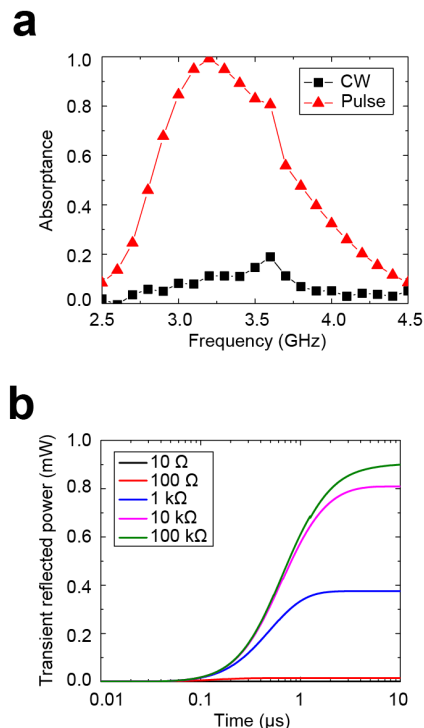 a
Absorptance
1.0
0.8
0.6
0.4
0.2
0.0
CW
Pulse
2.5 3.0 3.5 4.0 4.5
Frequency (GHz)
b
Transient reflected power (mW)
1.0
0.8
0.6
0.4
0.2
0.0
10 Ω
100 Ω
1 kΩ
10 kΩ
100 kΩ
0.01 0.1 1 10
Time (μs)